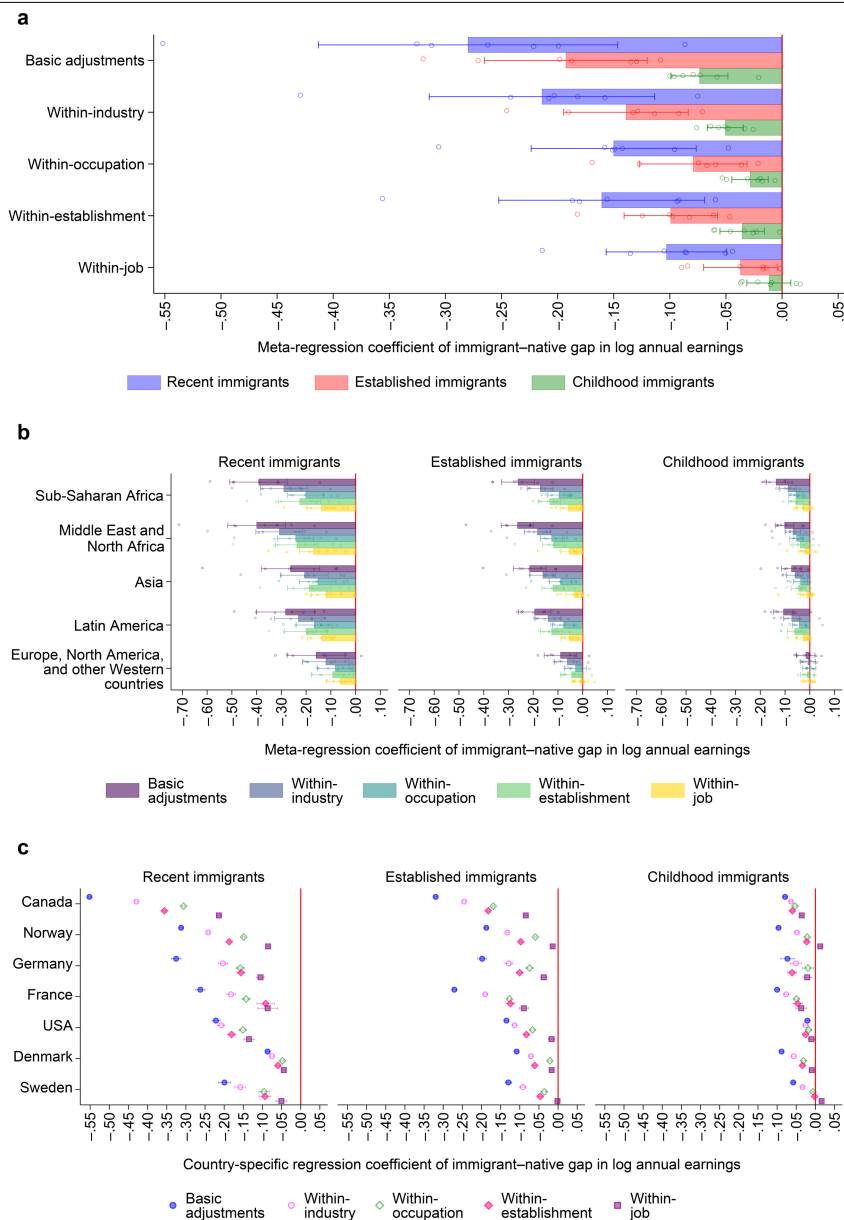 a
Basic adjustments
Within-industry
Within-occupation
Within-establishment
Within-job
–.55 –.50 –.45 –.40 –.35 –.30 –.25 –.20 –.15 –.10 –.05 .00 .05
Meta-regression coefficient of immigrant–native gap in log annual earnings
Recent immigrants Established immigrants Childhood immigrants
b
Recent immigrants Established immigrants Childhood immigrants
Sub-Saharan Africa
Middle East and
North Africa
Asia
Latin America
Europe, North America,
and other Western
countries
–.70 –.60 –.50 –.40 –.30 –.20 –.10 .00 .10 –.70 –.60 –.50 –.40 –.30 –.20 –.10 .00 .10 –.70 –.60 –.50 –.40 –.30 –.20 –.10 .00 .10
Meta-regression coefficient of immigrant–native gap in log annual earnings
Basic Within- Within- Within- Within-
adjustments industry occupation establishment job
c
Recent immigrants Established immigrants Childhood immigrants
Canada
Norway
Germany
France
USA
Denmark
Sweden
–.55 –.50 –.45 –.40 –.35 –.30 –.25 –.20 –.15 –.10 –.05 .00 .05 –.55 –.50 –.45 –.40 –.35 –.30 –.25 –.20 –.15 –.10 –.05 .00 .05 –.55 –.50 –.45 –.40 –.35 –.30 –.25 –.20 –.15 –.10 –.05 .00 .05
Country-specific regression coefficient of immigrant–native gap in log annual earnings
Basic Within- Within- Within- Within-
adjustments industry occupation establishment job